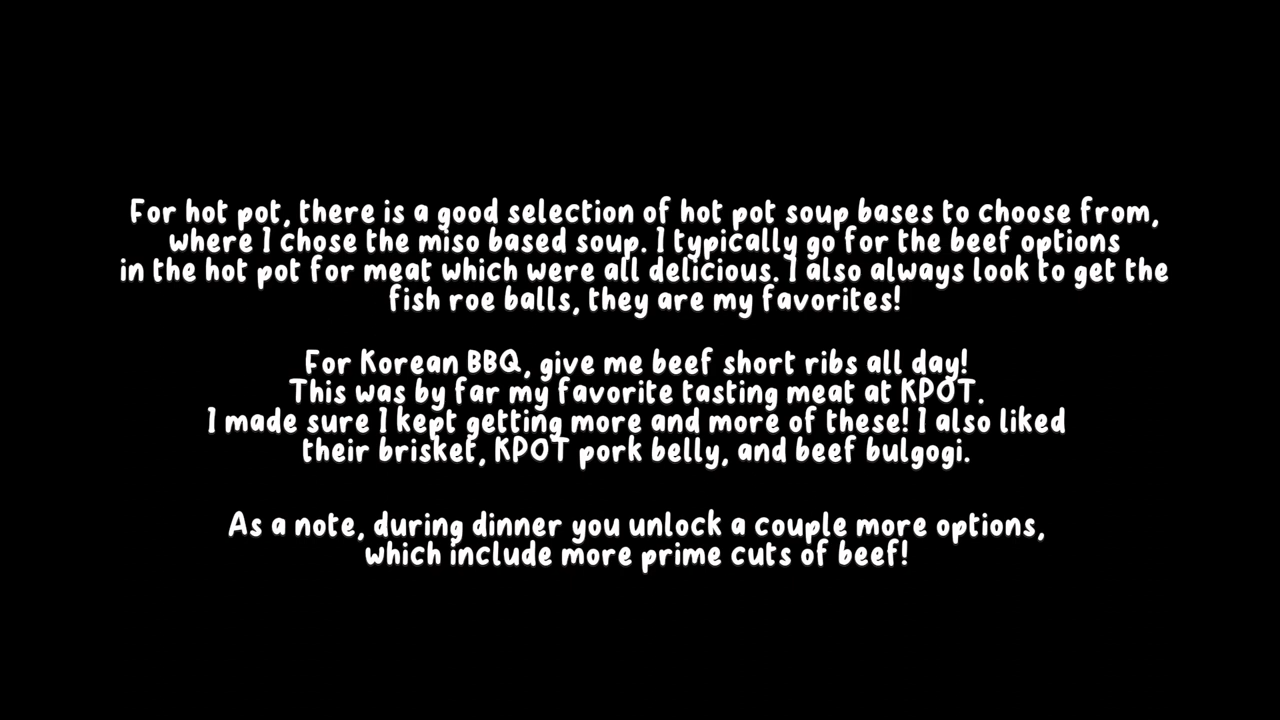 For hot pot, there is a good selection of hot pot soup bases to choose from,
where I chose the miso based soup. I typically go for the beef options
in the hot pot for meat which were all delicious. I also always look to get the
fish roe balls, they are my favorites!
For Korean BBQ, give me beef short ribs all day!
This was by far my favorite tasting meat at KPOT.
I made sure I kept getting more and more of these! I also liked
their brisket, KPOT pork belly, and beef bulgogi.
As a note, during dinner you unlock a couple more options,
which include more prime cuts of beef!